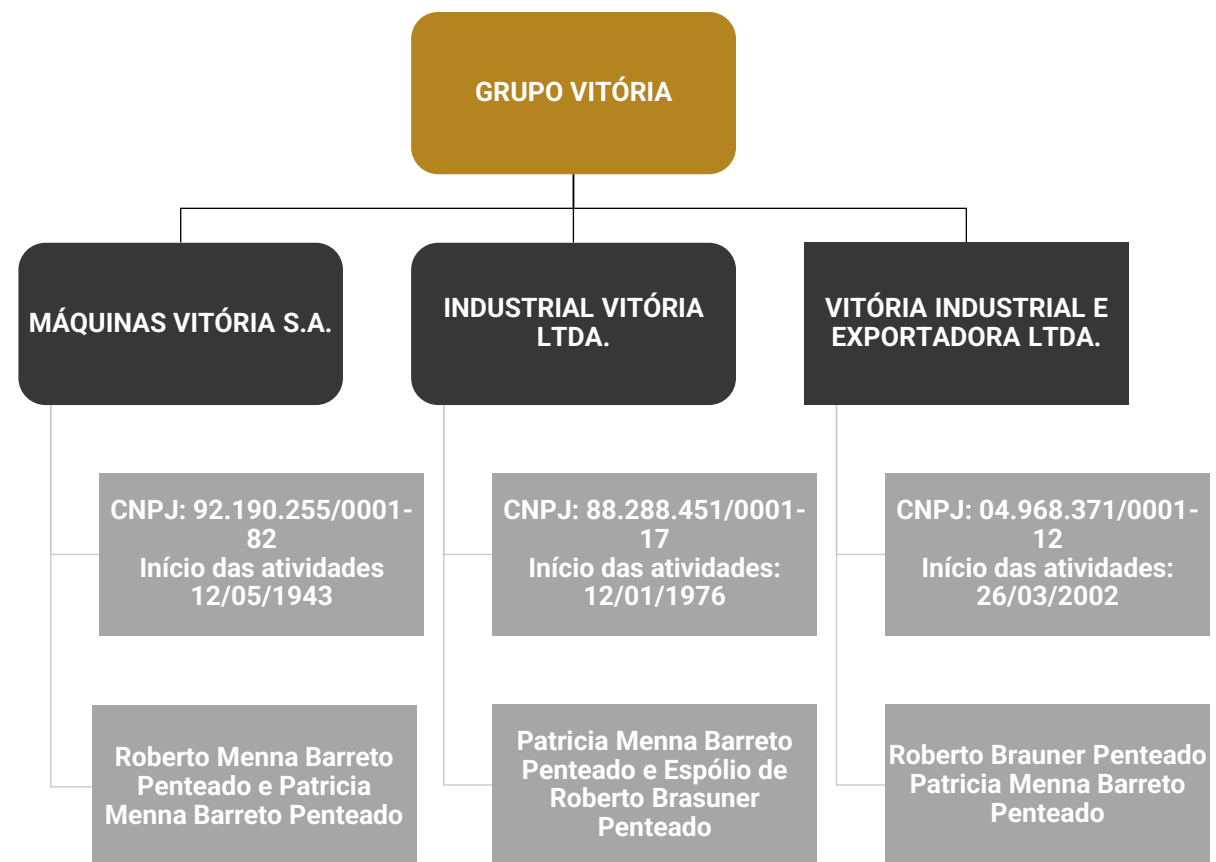 GRUPO VITÓRIA
MÁQUINAS VITÓRIA S.A.
INDUSTRIAL VITÓRIA
LTDA.
VITÓRIA INDUSTRIAL E
EXPORTADORA LTDA.
CNPJ: 92.190.255/0001-
82
Início das atividades
12/05/1943
CNPJ: 88.288.451/0001-
17
Início das atividades:
12/01/1976
CNPJ: 04.968.371/0001-
12
Início das atividades:
26/03/2002
Roberto Menna Barreto
Penteado e Patricia
Menna Barreto Penteado
Patricia Menna Barreto
Penteado e Espólio de
Roberto Brasuner
Penteado
Roberto Brauner Penteado
Patricia Menna Barreto
Penteado